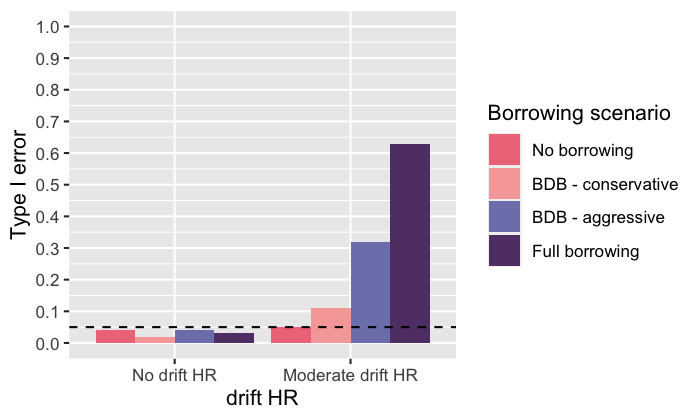 Type I error
1.0
0.9
0.8
0.7
0.6
0.5
0.4
0.3
0.2
0.1
0.0
No drift HR
Moderate drift HR
drift HR
Borrowing scenario
No borrowing
BDB - conservative
BDB - aggressive
Full borrowing